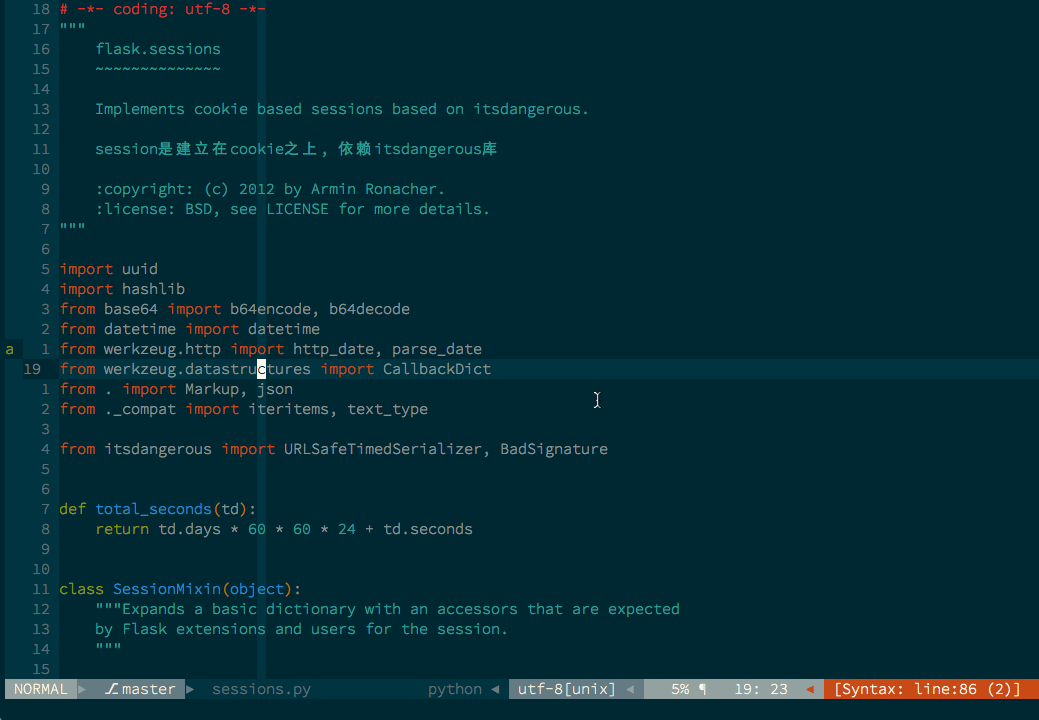 18 # -*- coding: utf-8 -*-
17 """
16     flask.sessions
15     ~~~~~~~~~~~~~~
14
13     Implements cookie based sessions based on itsdangerous.
12
11     session是建立在cookie之上, 依赖itsdangerous库
10
9     :copyright: (c) 2012 by Armin Ronacher.
8     :license: BSD, see LICENSE for more details.
7 """
6
5 import uuid
4 import hashlib
3 from base64 import b64encode, b64decode
2 from datetime import datetime
a 1 from werkzeug.http import http_date, parse_date
19 from werkzeug.datastructures import CallbackDict
1 from . import Markup, json
2 from ._compat import iteritems, text_type
3
4 from itsdangerous import URLSafeTimedSerializer, BadSignature
5
6
7 def total_seconds(td):
8     return td.days * 60 * 60 * 24 + td.seconds
9
10
11 class SessionMixin(object):
12     """Expands a basic dictionary with an accessors that are expected
13     by Flask extensions and users for the session.
14     """
15
NORMAL master sessions.py python utf-8[unix] 5% ¶ 19: 23 [Syntax: line:86 (2)]